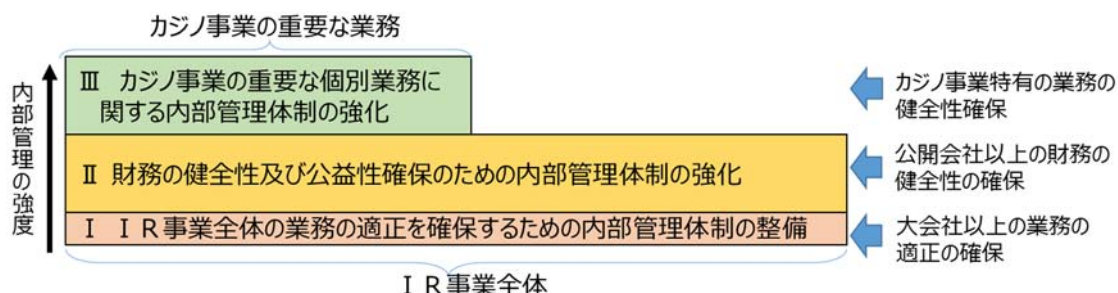 カジノ事業の重要な業務
内部管理の強度
Ⅲ カジノ事業の重要な個別業務に
関する内部管理体制の強化
カジノ事業特有の業務の
健全性確保
Ⅱ 財務の健全性及び公益性確保のための内部管理体制の強化
公開会社以上の財務の
健全性の確保
Ⅰ ＩＲ事業全体の業務の適正を確保するための内部管理体制の整備
大会社以上の業務の
適正の確保
ＩＲ事業全体